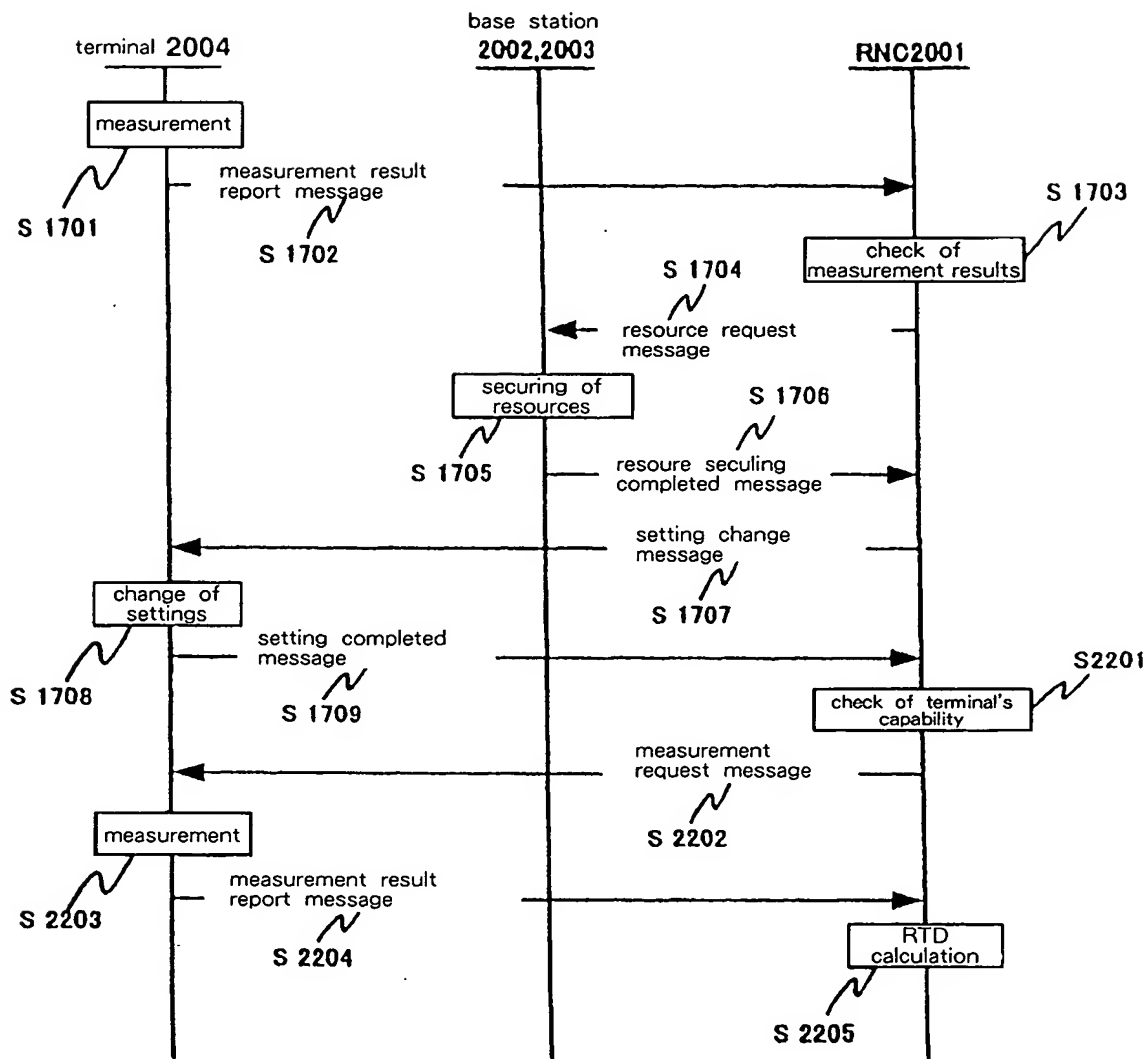 terminal 2004
base station
2002,2003
RNC2001
measurement
S 1701
measurement result
report message
S 1702
S 1703
check of
measurement results
S 1704
resource request
message
securing of
resources
S 1705
S 1706
resoure seculing
completed message
setting change
message
S 1707
change of
settings
S 1708
setting completed
message
S 1709
S2201
check of terminal's
capability
measurement
request message
S 2202
measurement
S 2203
measurement result
report message
S 2204
RTD
calculation
S 2205